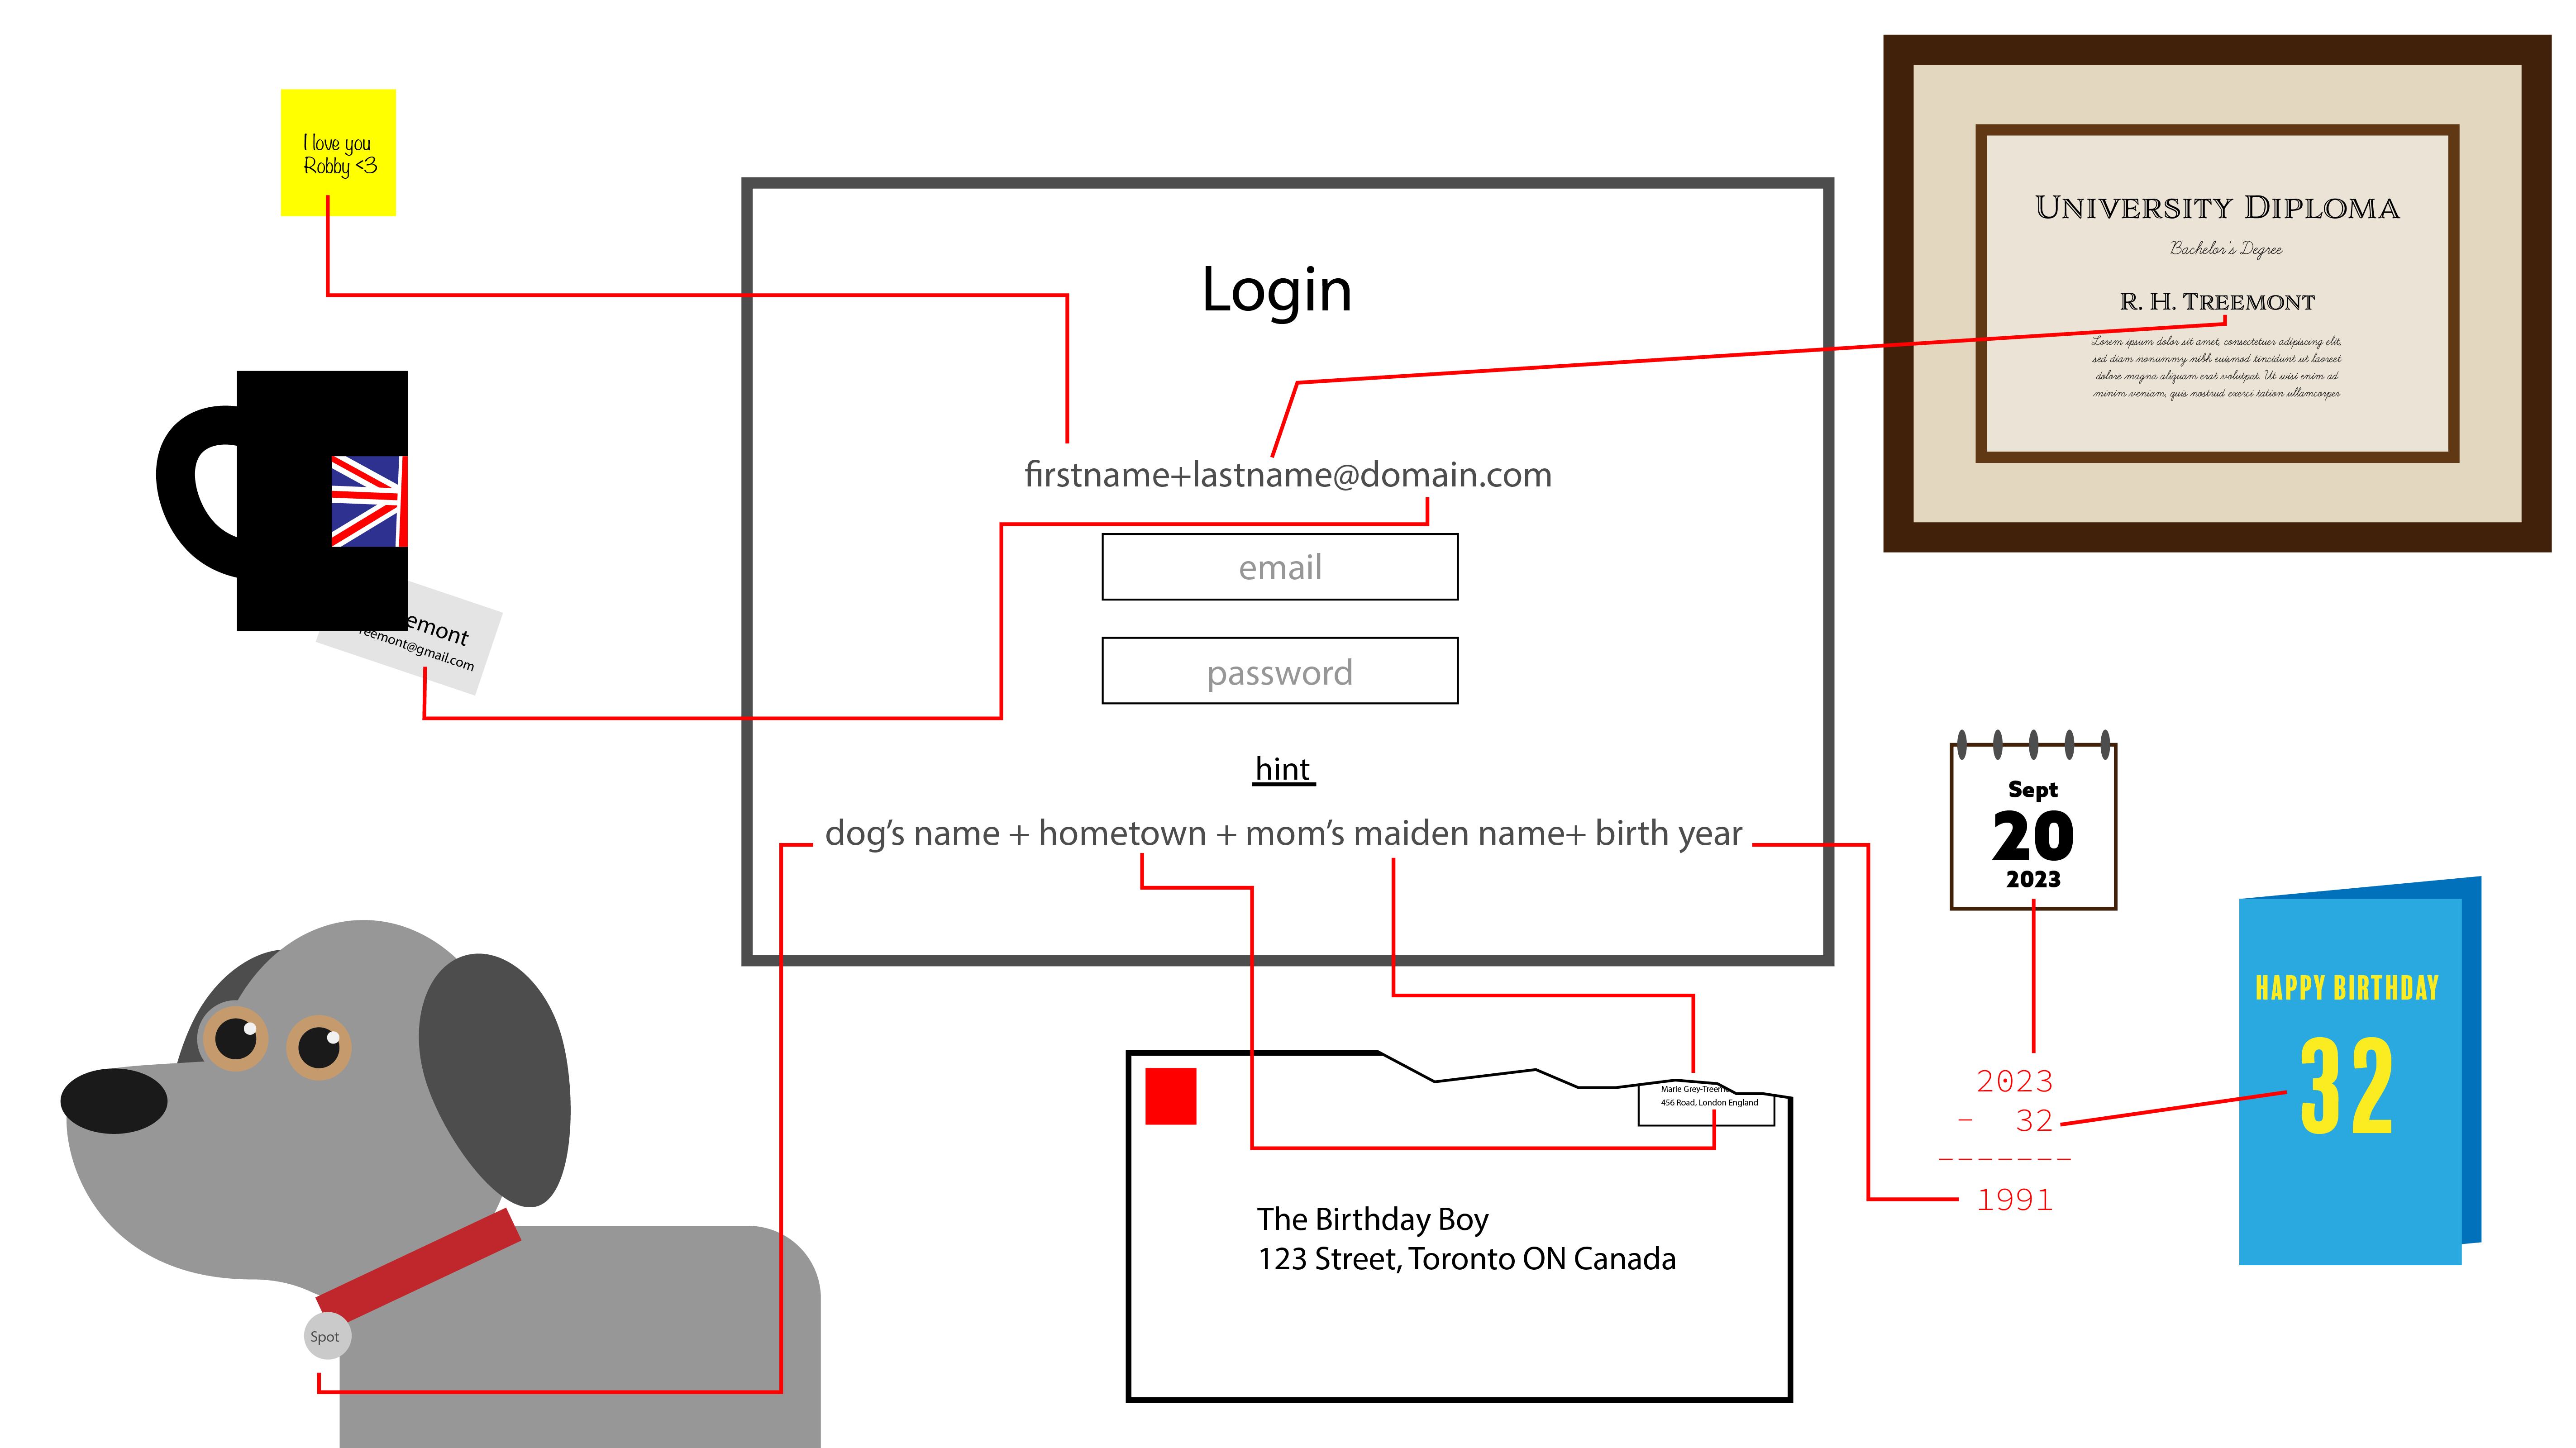 I love you
Robby <3
Login
firstname+lastname@domain.com
email
password
hint
dog's name + hometown + mom's maiden name+ birth year
UNIVERSITY DIPLOMA
Bachelor's Degree
R. H. TREEMONT
Lorem ipsum dolor sit amet, consectetuer adipiscing elit,
sed diam nonummy nibh euismod tincidunt ut laoreet
dolore magna aliquam erat volutpat. Ut wisi enim ad
minim veniam, quis nostrud exerci tation ullamcorper
emont
reemont@gmail.com
Sept
20
2023
HAPPY BIRTHDAY
32
2023
- 32
-------
1991
Marie Grey-Treem
456 Road, London England
The Birthday Boy
123 Street, Toronto ON Canada
Spot